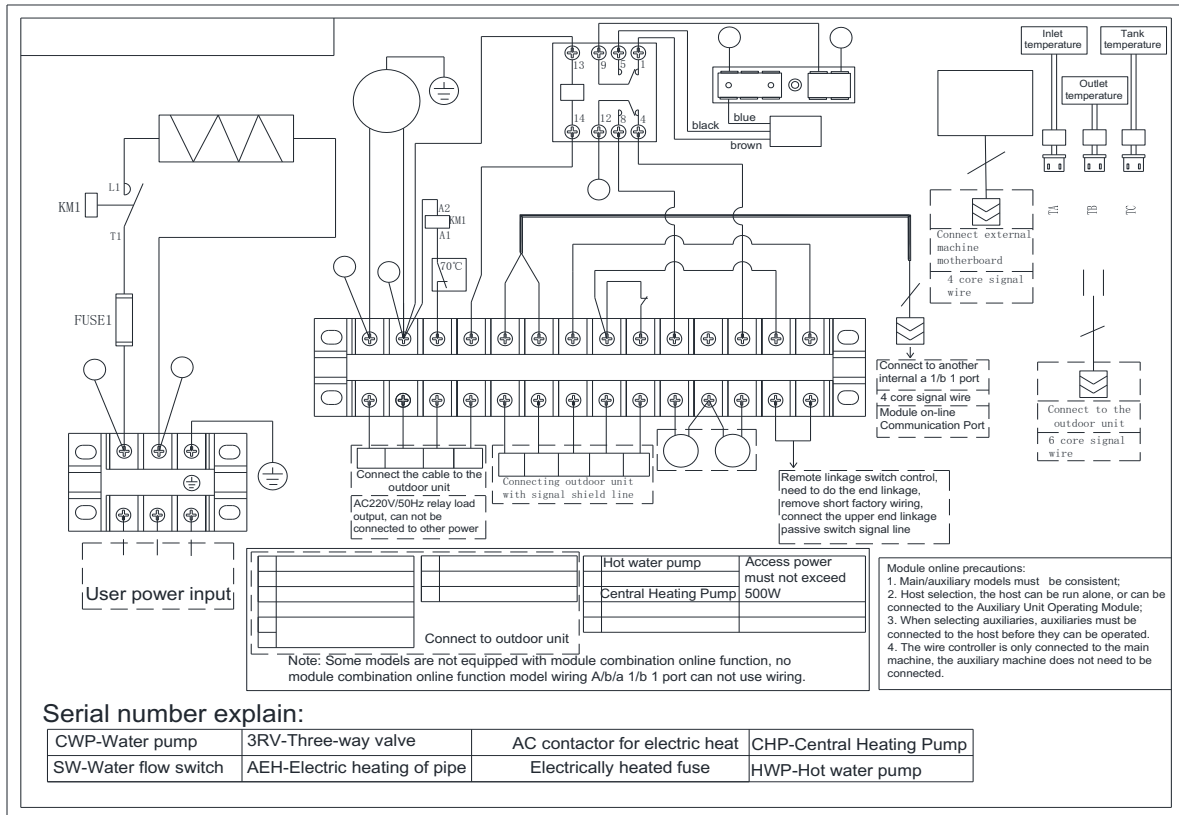 Inlet
temperature
Tank
temperature
Outlet
temperature
13
9
5
1
14
12
8
4
blue
black
brown
L1
KM1
T1
A2
KM1
A1
70℃
FUSE1
TA
TB
TC
Connect external
machine
motherboard
4 core signal
wire
Connect to another
internal a 1/b 1 port
4 core signal wire
Module on-line
Communication Port
Connect to the
outdoor unit
6 core signal
wire
Connect the cable to the
outdoor unit
AC220V/50Hz relay load
output, can not be
connected to other power
Connecting outdoor unit
with signal shield line
Remote linkage switch control,
need to do the end linkage,
remove short factory wiring,
connect the upper end linkage
passive switch signal line
User power input
Connect to outdoor unit
Hot water pump
Central Heating Pump
Access power
must not exceed
500W
Note: Some models are not equipped with module combination online function, no
module combination online function model wiring A/b/a 1/b 1 port can not use wiring.
Module online precautions:
1. Main/auxiliary models must be consistent;
2. Host selection, the host can be run alone, or can be
connected to the Auxiliary Unit Operating Module;
3. When selecting auxiliaries, auxiliaries must be
connected to the host before they can be operated.
4. The wire controller is only connected to the main
machine, the auxiliary machine does not need to be
connected.
Serial number explain:
CWP-Water pump
3RV-Three-way valve
AC contactor for electric heat
CHP-Central Heating Pump
SW-Water flow switch
AEH-Electric heating of pipe
Electrically heated fuse
HWP-Hot water pump